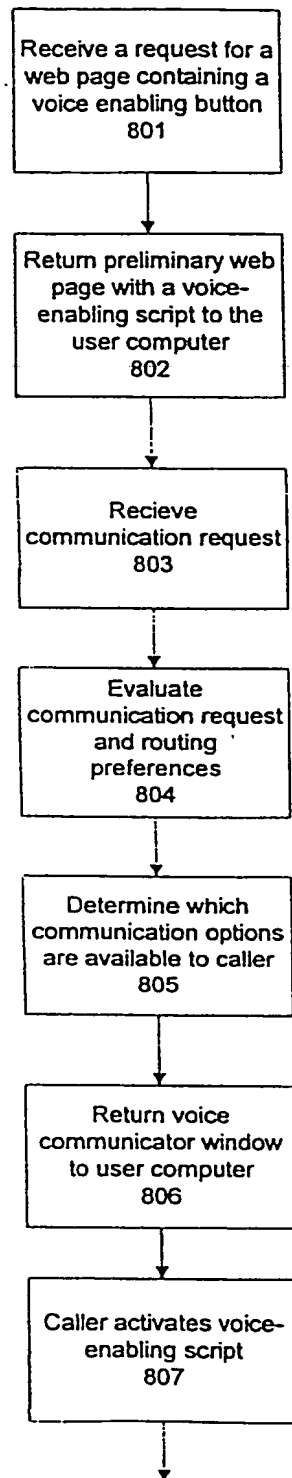 Receive a request for a
web page containing a
voice enabling button
801
Return preliminary web
page with a voice-
enabling script to the
user computer
802
Recieve
communication request
803
Evaluate
communication request
and routing
preferences
804
Determine which
communication options
are available to caller
805
Return voice
communicator window
to user computer
806
Caller activates voice-
enabling script
807